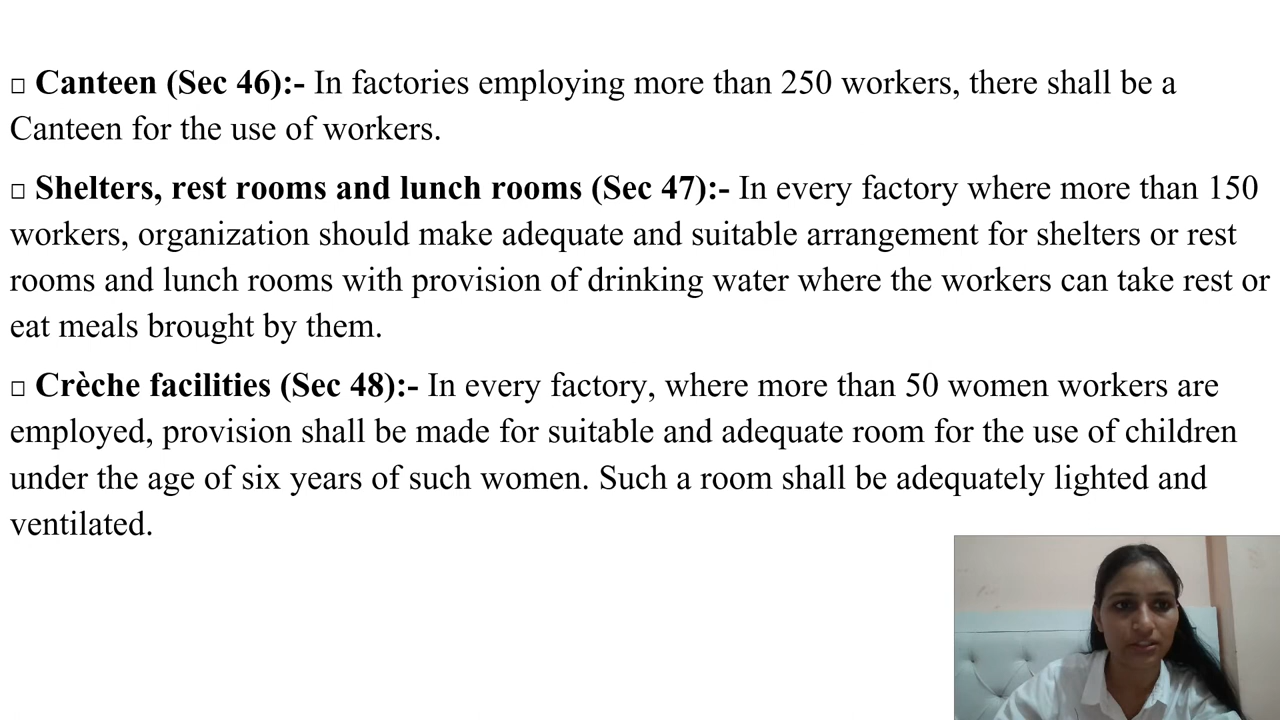 □ Canteen (Sec 46):- In factories employing more than 250 workers, there shall be a
Canteen for the use of workers.
□ Shelters, rest rooms and lunch rooms (Sec 47):- In every factory where more than 150
workers, organization should make adequate and suitable arrangement for shelters or rest
rooms and lunch rooms with provision of drinking water where the workers can take rest or
eat meals brought by them.
□ Crèche facilities (Sec 48):- In every factory, where more than 50 women workers are
employed, provision shall be made for suitable and adequate room for the use of children
under the age of six years of such women. Such a room shall be adequately lighted and
ventilated.